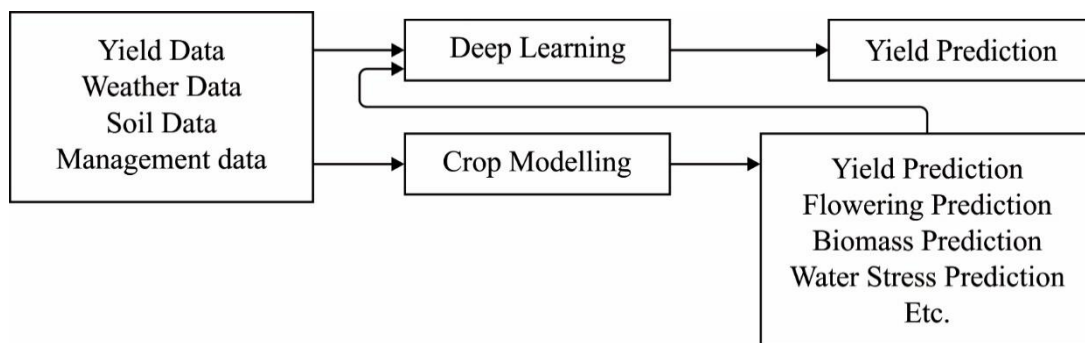 Yield Data
Weather Data
Soil Data
Management data
Deep Learning
Yield Prediction
Crop Modelling
Yield Prediction
Flowering Prediction
Biomass Prediction
Water Stress Prediction
Etc.